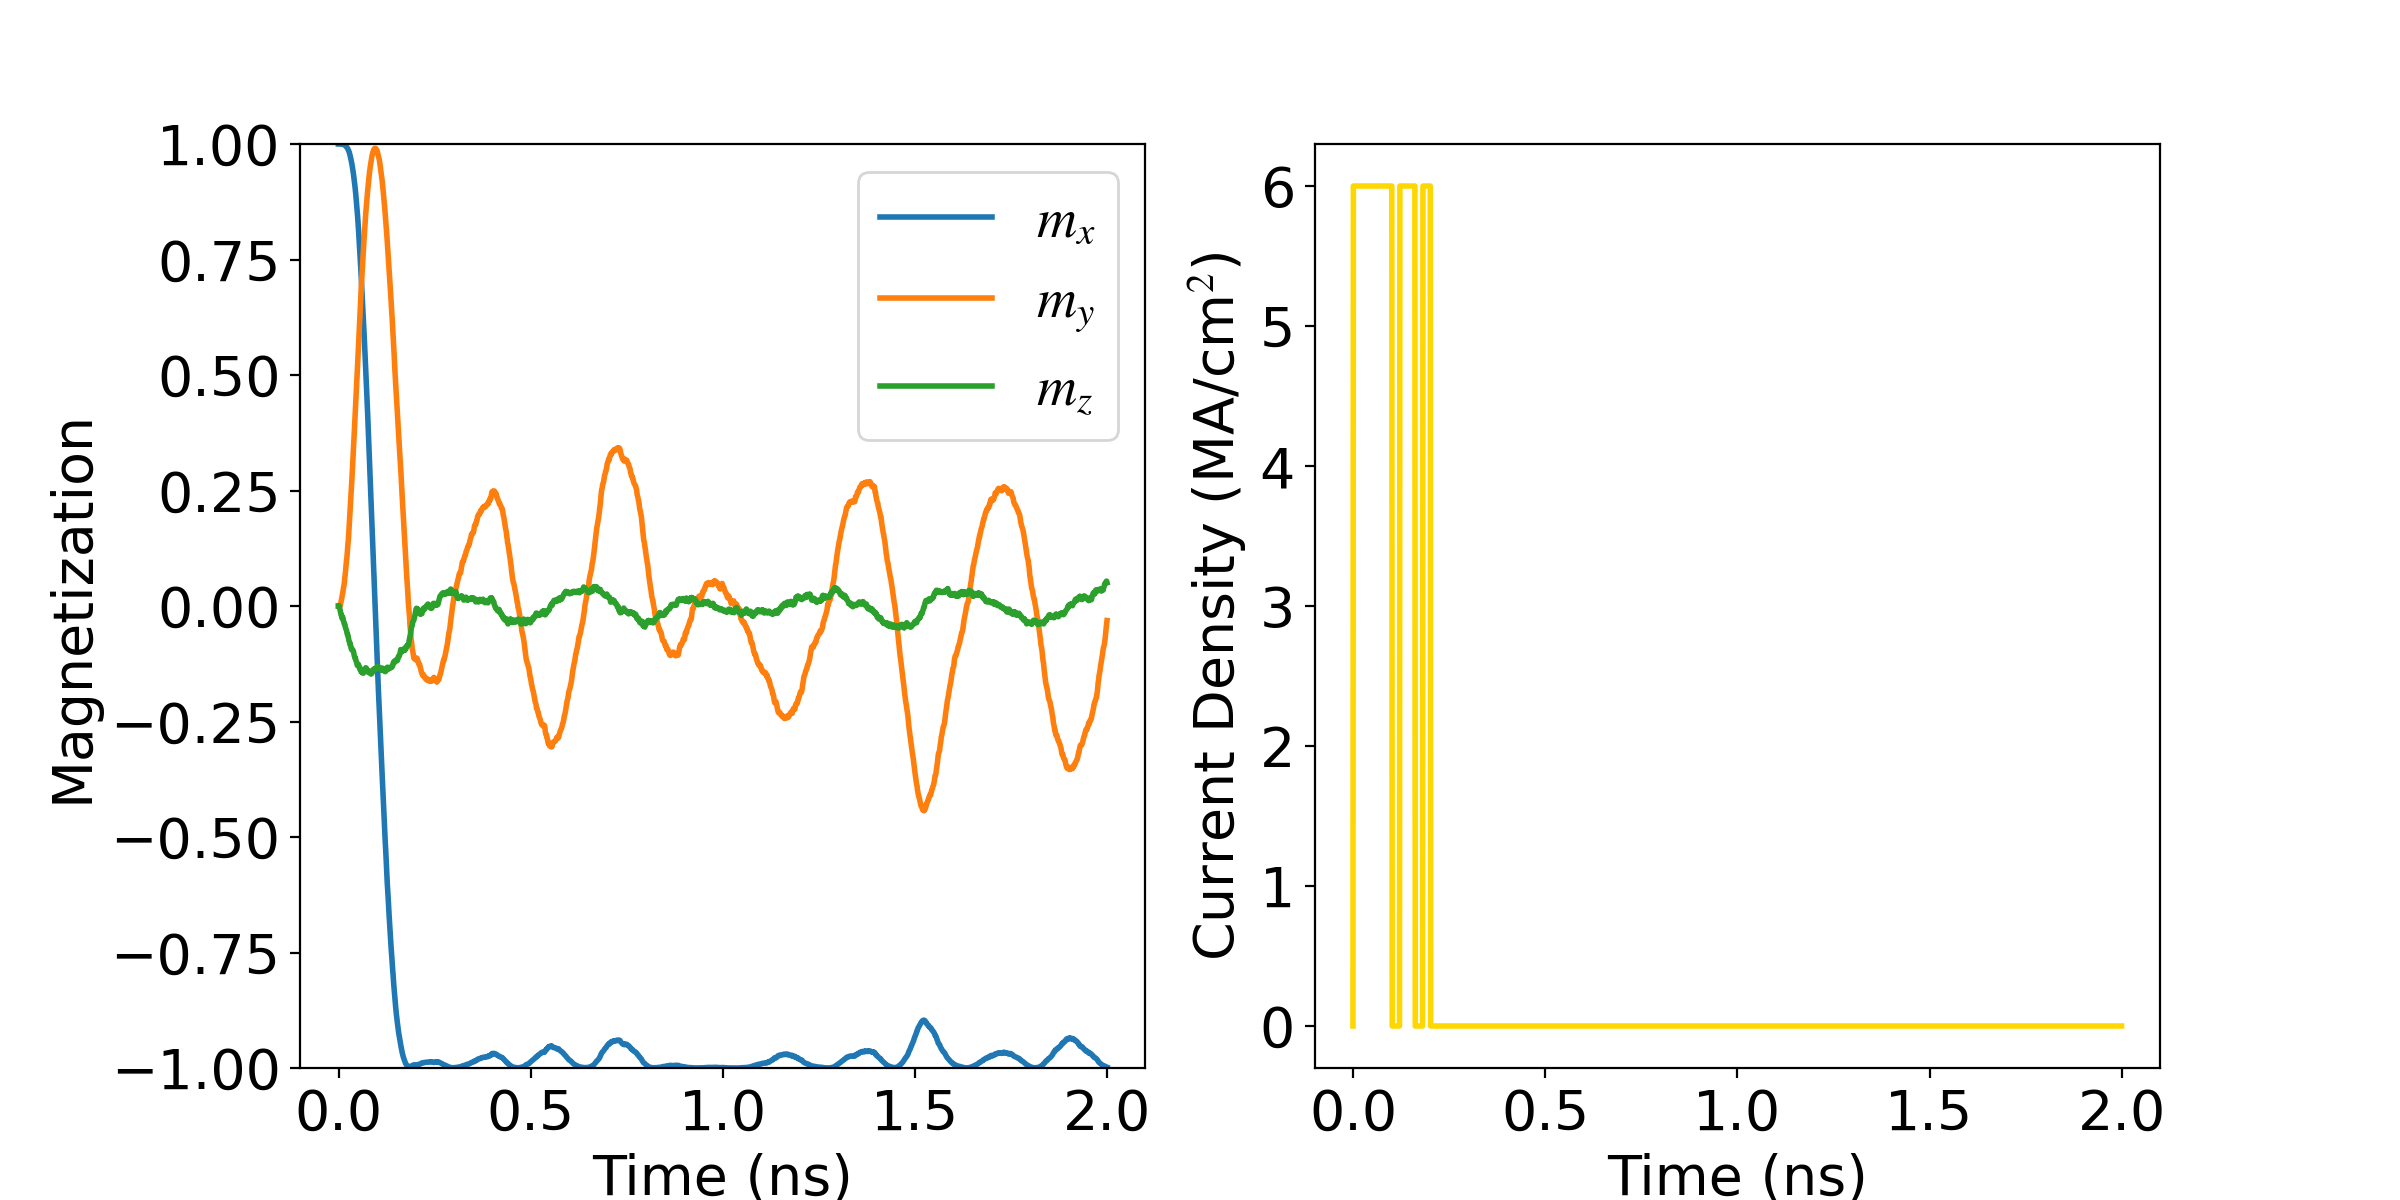 Magnetization
1.00
0.75
0.50
0.25
0.00
−0.25
−0.50
−0.75
−1.00
0.0 0.5 1.0 1.5 2.0
Time (ns)
m_x
m_y
m_z
Current Density (MA/cm²)
6
5
4
3
2
1
0
0.0 0.5 1.0 1.5 2.0
Time (ns)